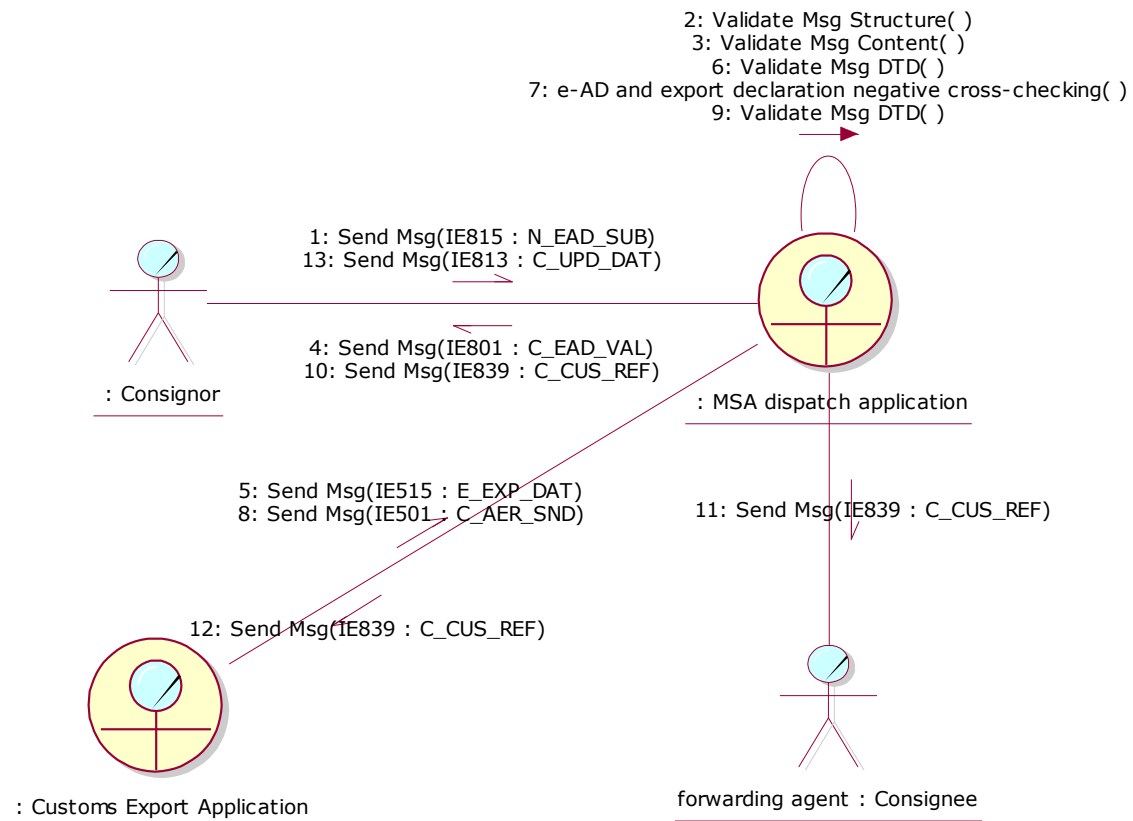 2: Validate Msg Structure( )
3: Validate Msg Content( )
6: Validate Msg DTD( )
7: e-AD and export declaration negative cross-checking( )
9: Validate Msg DTD( )
1: Send Msg(IE815 : N_EAD_SUB)
13: Send Msg(IE813 : C_UPD_DAT)
4: Send Msg(IE801 : C_EAD_VAL)
10: Send Msg(IE839 : C_CUS_REF)
: Consignor
: MSA dispatch application
5: Send Msg(IE515 : E_EXP_DAT)
8: Send Msg(IE501 : C_AER_SND)
11: Send Msg(IE839 : C_CUS_REF)
12: Send Msg(IE839 : C_CUS_REF)
: Customs Export Application
forwarding agent : Consignee